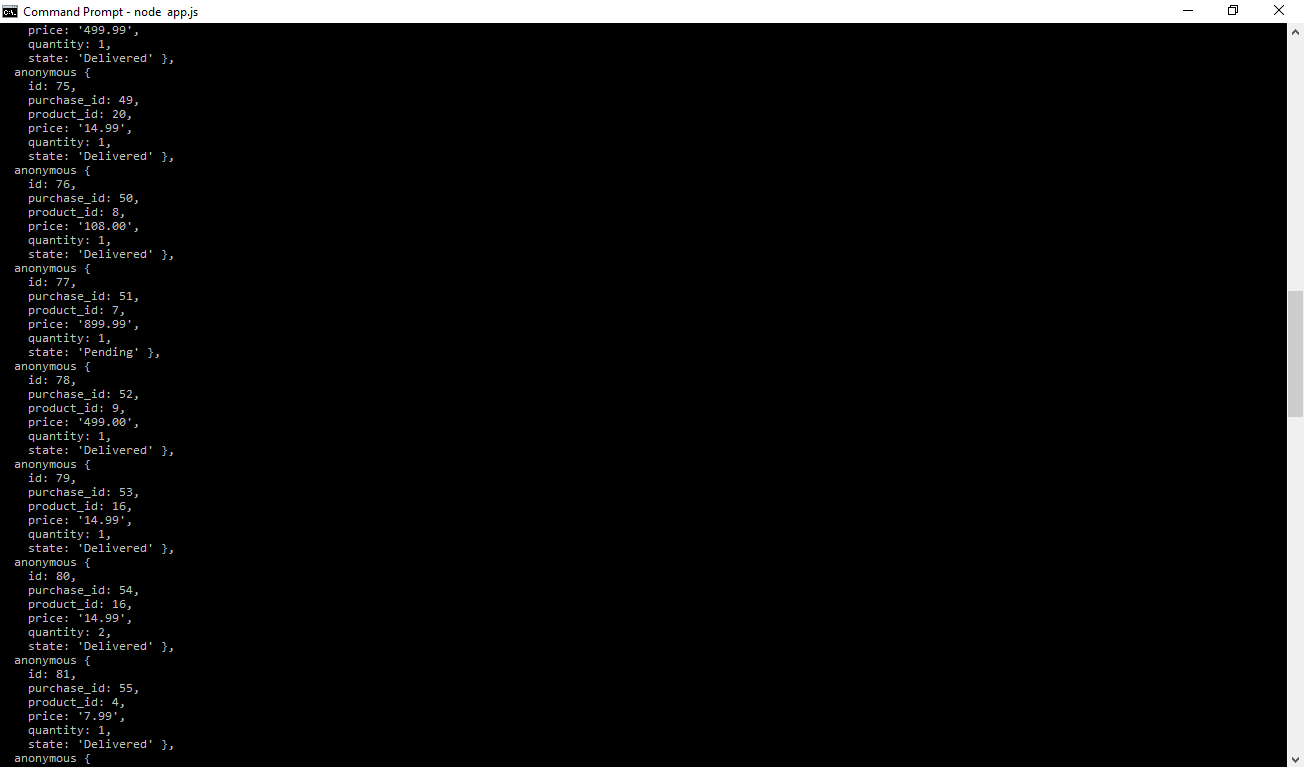 Command Prompt - node  app.js
price: '499.99',
quantity: 1,
state: 'Delivered' },
anonymous {
id: 75,
purchase_id: 49,
product_id: 20,
price: '14.99',
quantity: 1,
state: 'Delivered' },
anonymous {
id: 76,
purchase_id: 50,
product_id: 8,
price: '108.00',
quantity: 1,
state: 'Delivered' },
anonymous {
id: 77,
purchase_id: 51,
product_id: 7,
price: '899.99',
quantity: 1,
state: 'Pending' },
anonymous {
id: 78,
purchase_id: 52,
product_id: 9,
price: '499.00',
quantity: 1,
state: 'Delivered' },
anonymous {
id: 79,
purchase_id: 53,
product_id: 16,
price: '14.99',
quantity: 1,
state: 'Delivered' },
anonymous {
id: 80,
purchase_id: 54,
product_id: 16,
price: '14.99',
quantity: 2,
state: 'Delivered' },
anonymous {
id: 81,
purchase_id: 55,
product_id: 4,
price: '7.99',
quantity: 1,
state: 'Delivered' },
anonymous {